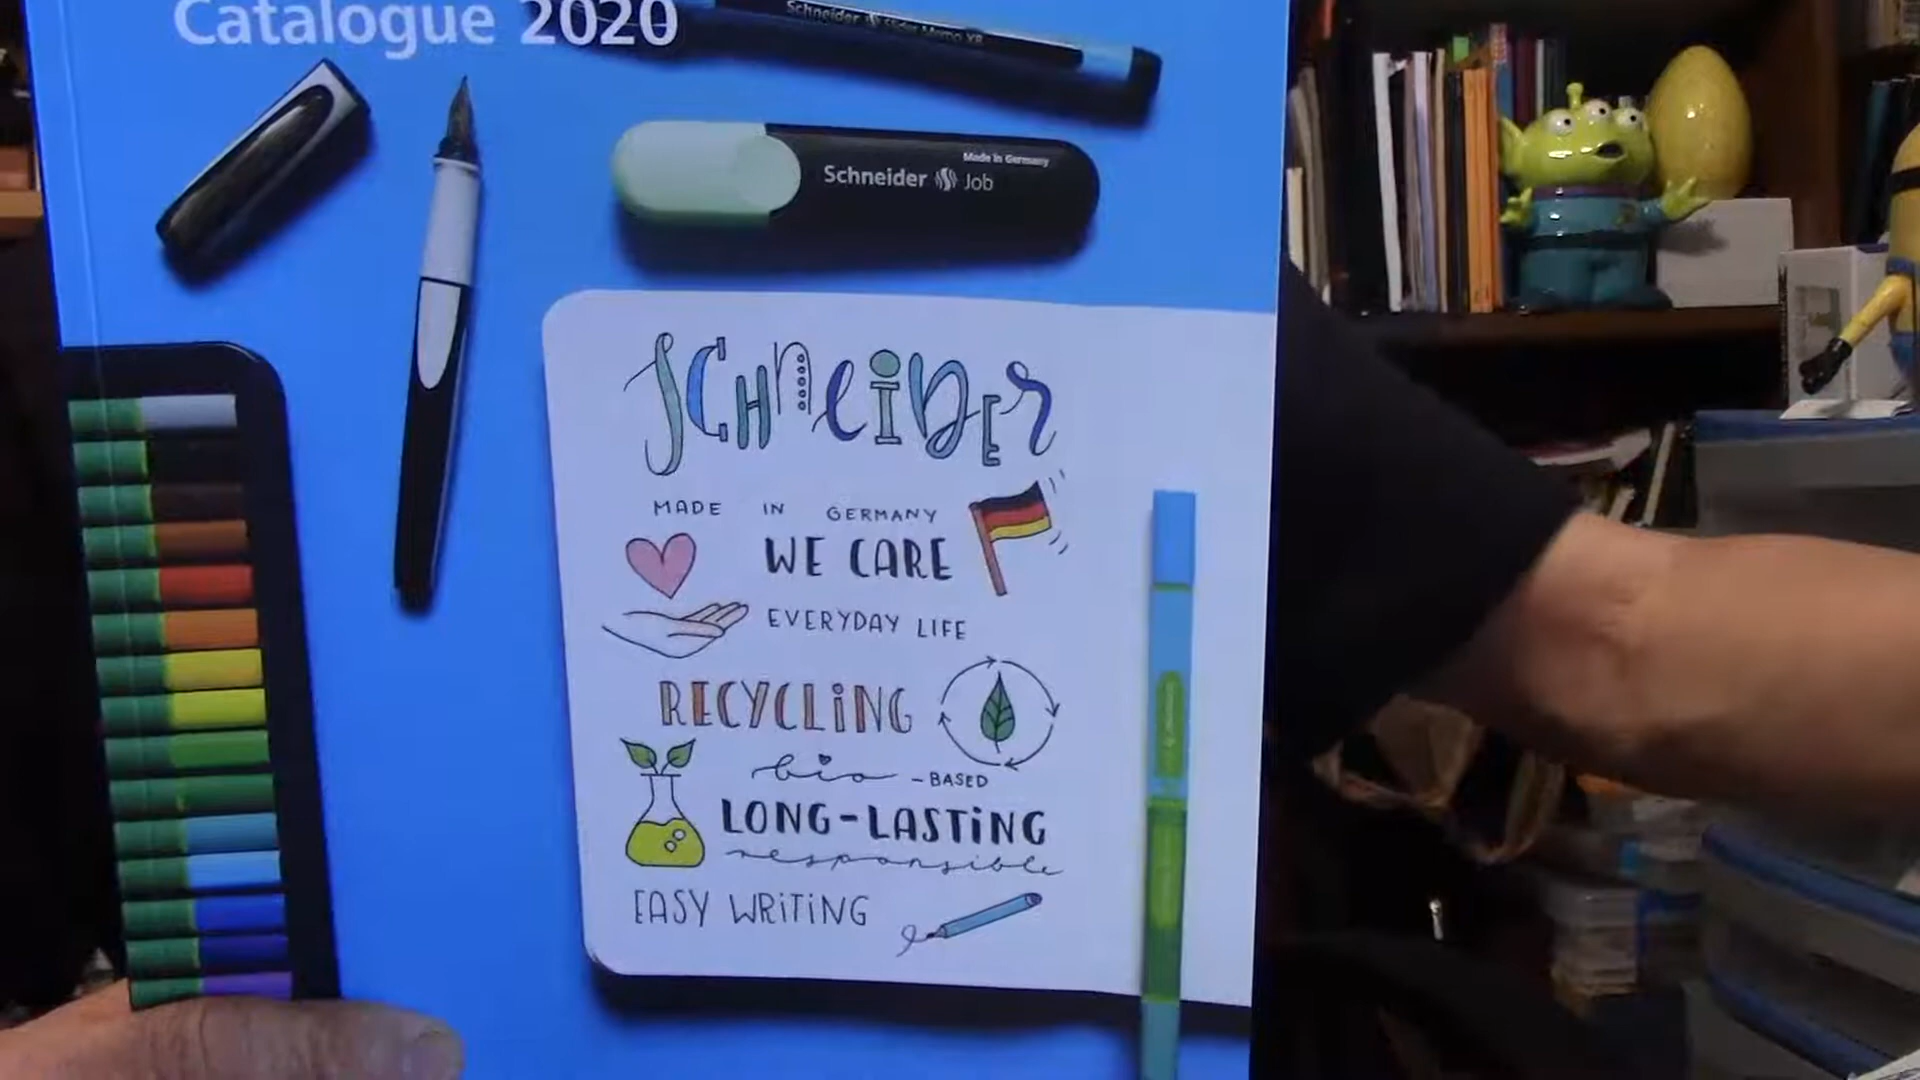 Catalogue 2020
Schneider Slider Memo XB
Made in Germany
Schneider Job
SCHNEIDER
MADE IN GERMANY
WE CARE
EVERYDAY LIFE
RECYCLING
bio-BASED
LONG-LASTING
responsible
EASY WRITING